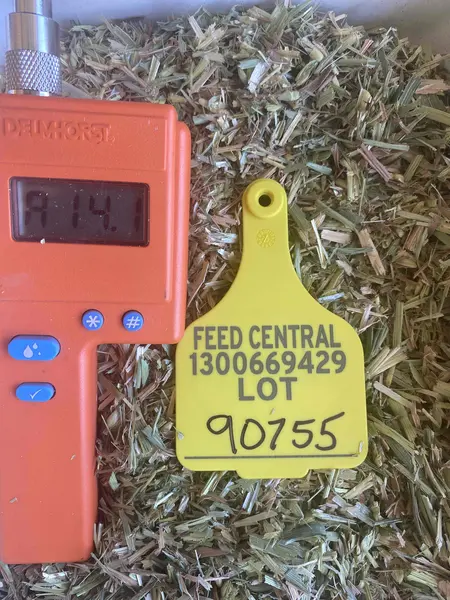 DELMHORST
A14.1
*
#
FEED CENTRAL
1300669429
LOT
90755